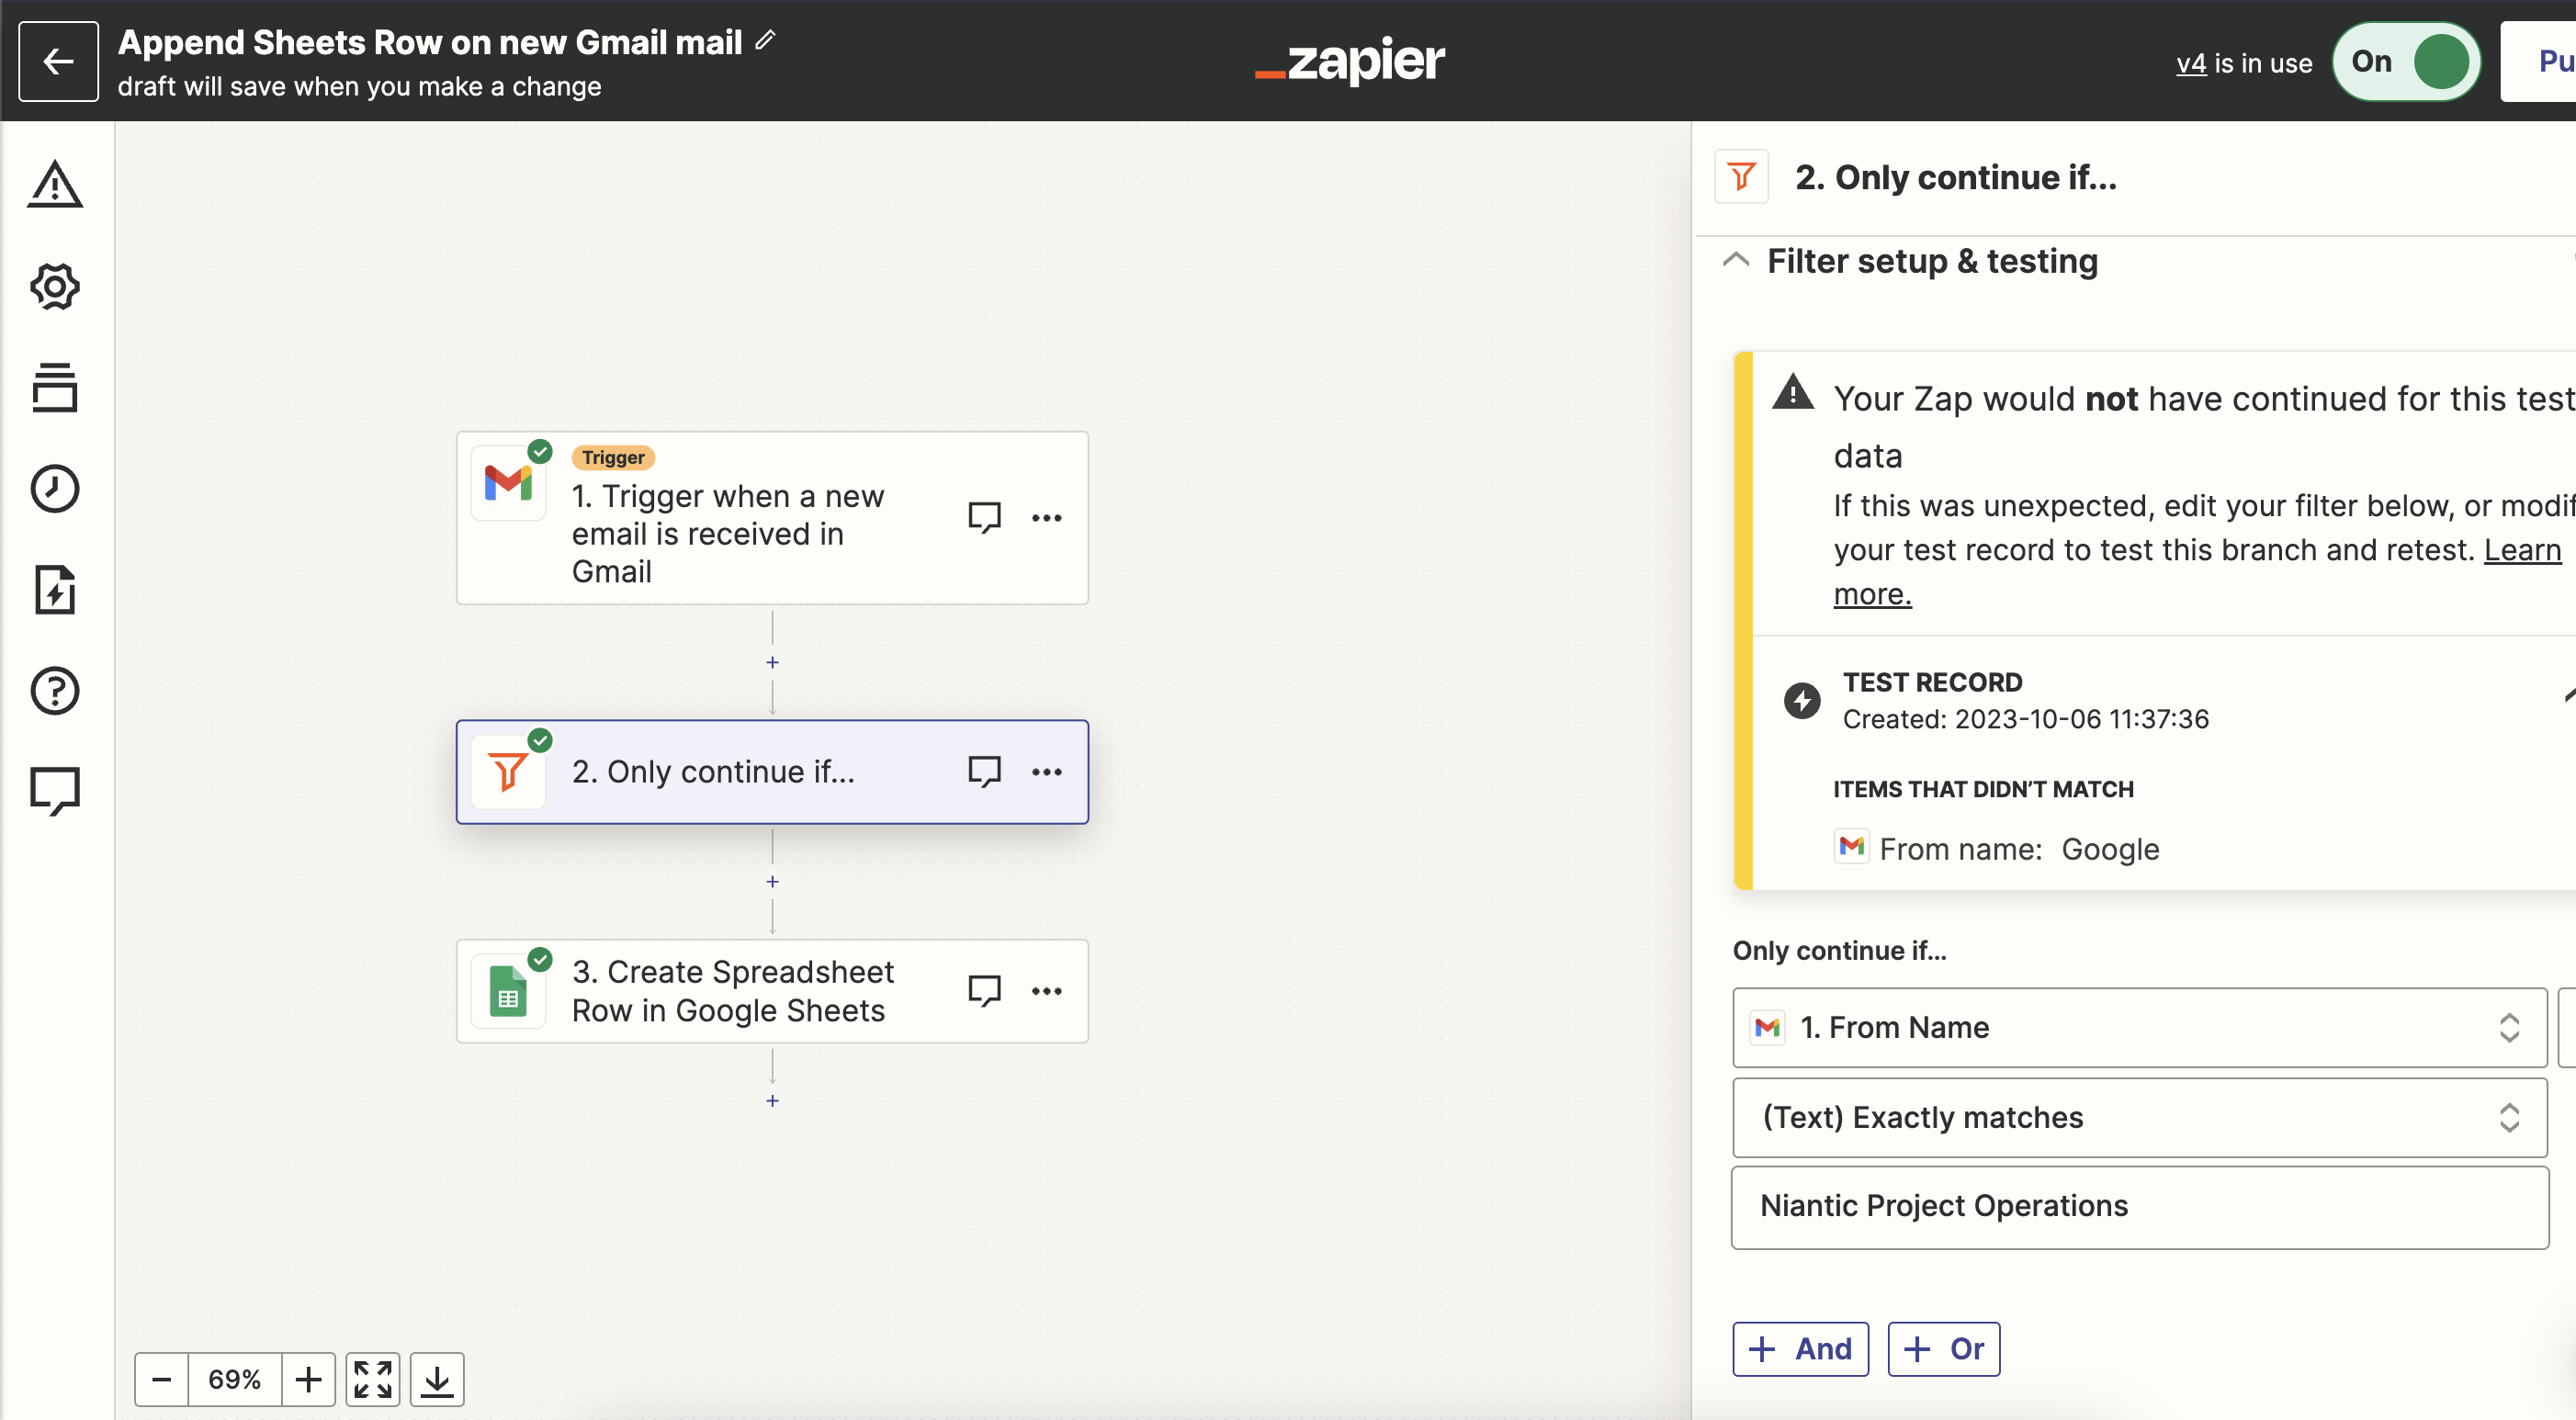 Append Sheets Row on new Gmail mail
draft will save when you make a change
zapier
v4 is in use
On
Pu
2. Only continue if...
Filter setup & testing
Your Zap would not have continued for this test
data
If this was unexpected, edit your filter below, or modif
your test record to test this branch and retest. Learn
more.
TEST RECORD
Created: 2023-10-06 11:37:36
ITEMS THAT DIDN'T MATCH
From name: Google
Only continue if...
1. From Name
(Text) Exactly matches
Niantic Project Operations
+ And
+ Or
Trigger
1. Trigger when a new
email is received in
Gmail
2. Only continue if...
3. Create Spreadsheet
Row in Google Sheets
69%